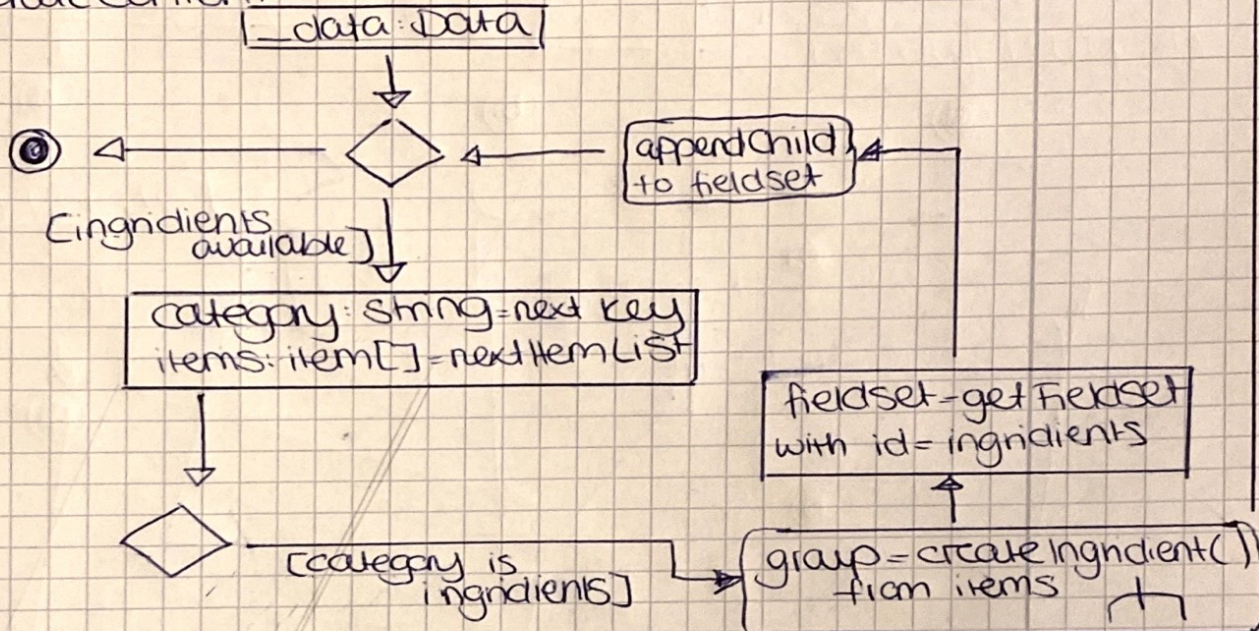 _data: Data
appendChild
to fieldset
[ingridients
available]
category: String = next key
items: item[] = nextItemList
fieldset = getFieldset
with id = ingridients
[category is
ingridients]
group = createIngridient()
from items